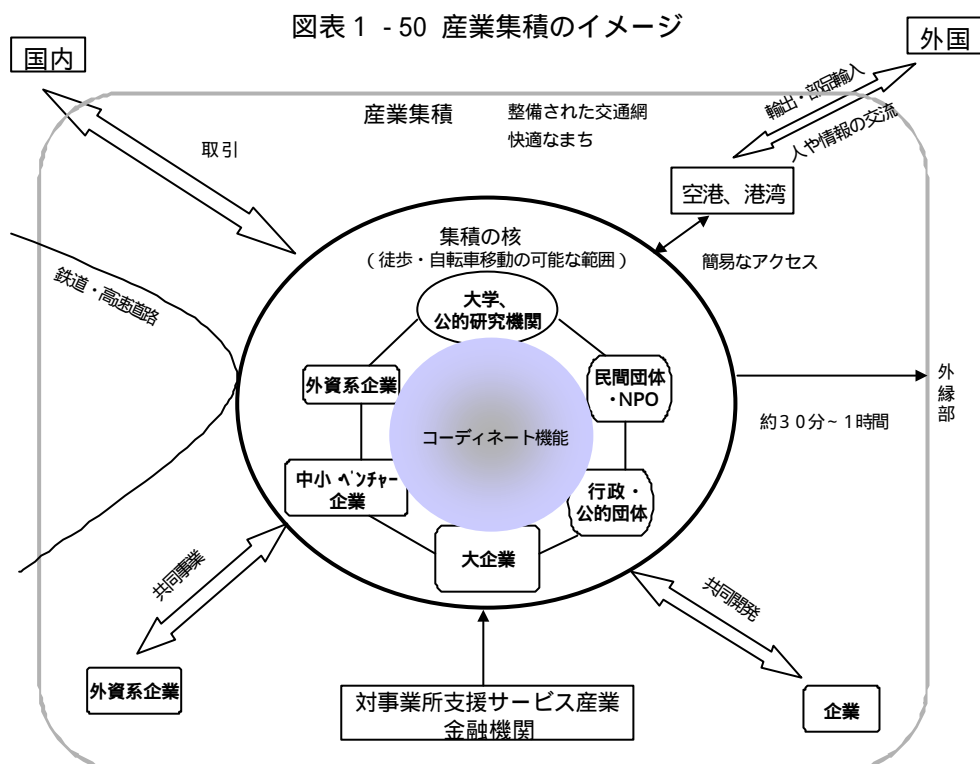 図表１-50 産業集積のイメージ
国内
外国
輸出・部品輸入
人や情報の交流
産業集積
整備された交通網
快適なまち
取引
空港、港湾
簡易なアクセス
集積の核
（徒歩・自転車移動の可能な範囲）
鉄道・高速道路
大学、
公的研究機関
外資系企業
民間団体
・NPO
コーディネート機能
中小ベンチャー
企業
行政・
公的団体
大企業
約３０分~１時間
外縁部
共同事業
共同開発
外資系企業
対事業所支援サービス産業
金融機関
企業